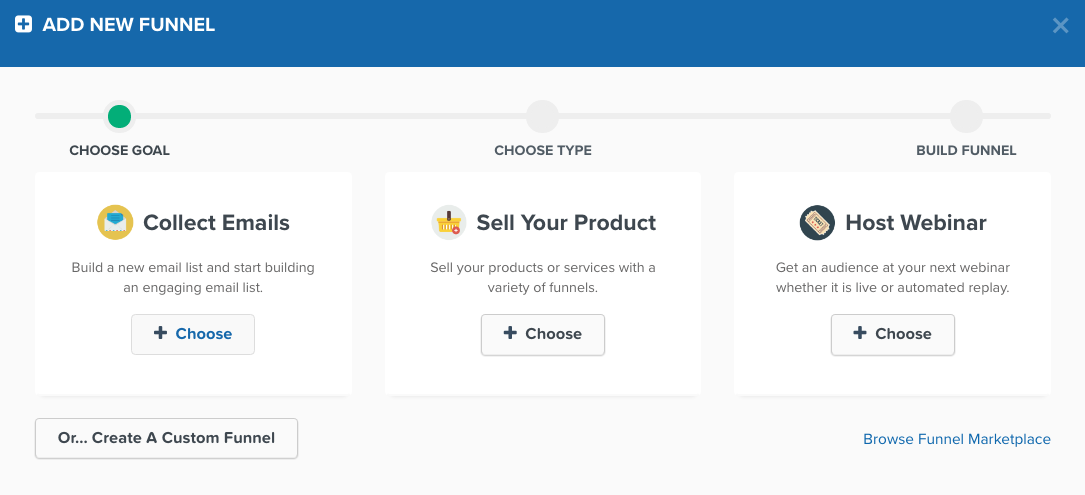 ADD NEW FUNNEL
CHOOSE GOAL
CHOOSE TYPE
BUILD FUNNEL
Collect Emails
Build a new email list and start building
an engaging email list.
Choose
Sell Your Product
Sell your products or services with a
variety of funnels.
Choose
Host Webinar
Get an audience at your next webinar
whether it is live or automated replay.
Choose
Or... Create A Custom Funnel
Browse Funnel Marketplace